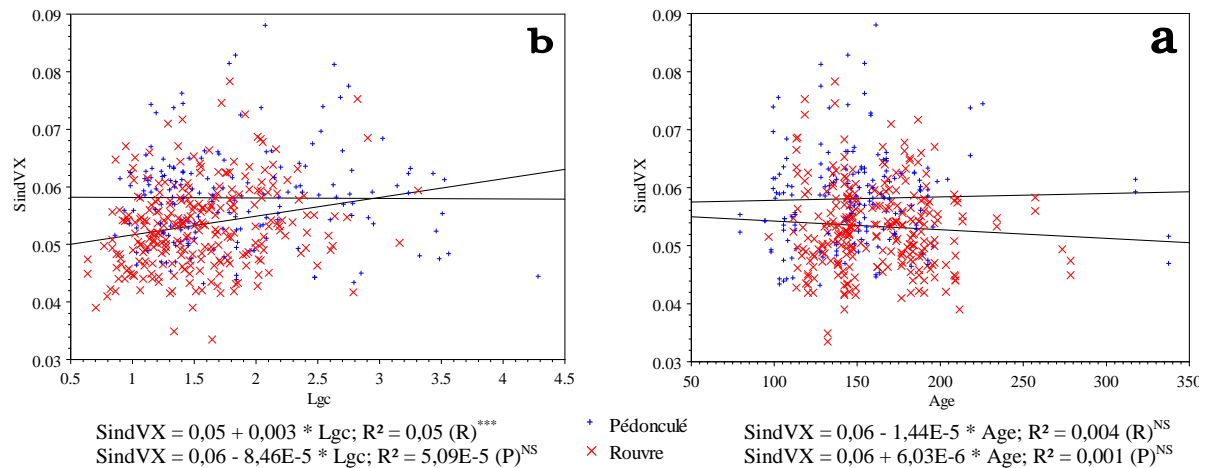 b
0.09
0.08
0.07
0.06
0.05
0.04
0.03
SindVX
0.5
1
1.5
2
2.5
3
3.5
4
4.5
Lgc
SindVX = 0,05 + 0,003 * Lgc; R² = 0,05 (R)***
SindVX = 0,06 - 8,46E-5 * Lgc; R² = 5,09E-5 (P)NS
Pédonculé
Rouvre
a
0.09
0.08
0.07
0.06
0.05
0.04
0.03
SindVX
50
100
150
200
250
300
350
Age
SindVX = 0,06 - 1,44E-5 * Age; R² = 0,004 (R)NS
SindVX = 0,06 + 6,03E-6 * Age; R² = 0,001 (P)NS